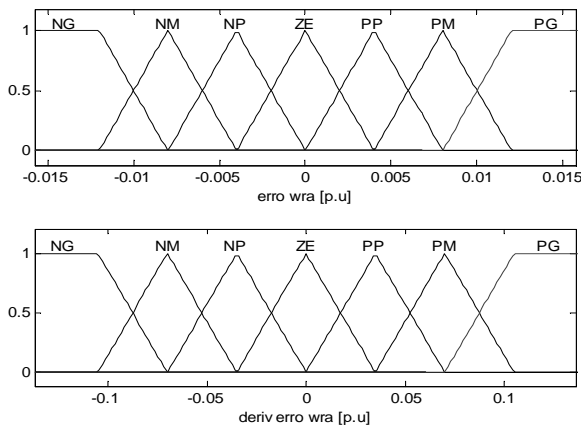 NG NM NP ZE PP PM PG
1
0.5
0
-0.015 -0.01 -0.005 0 0.005 0.01 0.015
erro wra [p.u]
NG NM NP ZE PP PM PG
1
0.5
0
-0.1 -0.05 0 0.05 0.1
deriv erro wra [p.u]